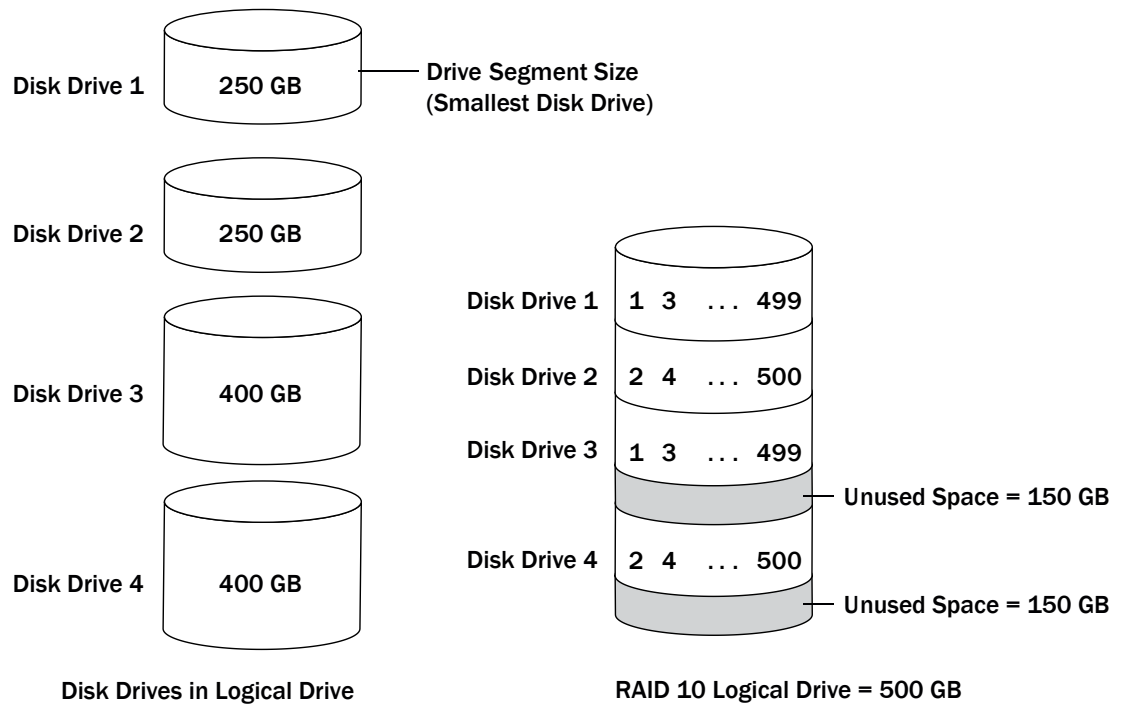 Disk Drive 1
250 GB
Drive Segment Size
(Smallest Disk Drive)
Disk Drive 2
250 GB
Disk Drive 3
400 GB
Disk Drive 4
400 GB
Disk Drives in Logical Drive
Disk Drive 1
1 3 ... 499
Disk Drive 2
2 4 ... 500
Disk Drive 3
1 3 ... 499
Unused Space = 150 GB
Disk Drive 4
2 4 ... 500
Unused Space = 150 GB
RAID 10 Logical Drive = 500 GB